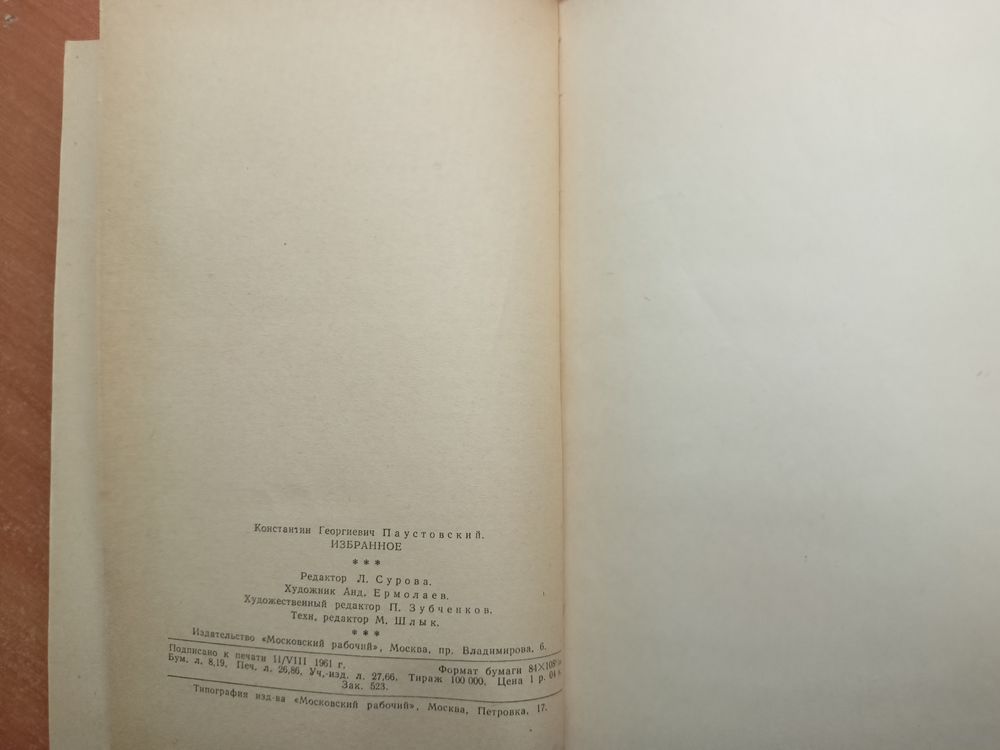 Константин Георгиевич Паустовский.
ИЗБРАННОЕ
* * *
Редактор Л. Сурова.
Художник Анд. Ермолаев.
Художественный редактор П. Зубченков.
Техн. редактор М. Шлык.
* * *
Издательство «Московский рабочий», Москва, пр. Владимирова, 6.
Подписано к печати 11/VIII 1961 г. Формат бумаги 84×108
Бум. л. 8,19. Печ. л. 26,86. Уч.-изд. л. 27,66. Тираж 100 000. Цена 1 р. 04
Зак. 523.
Типография изд-ва «Московский рабочий», Москва, Петровка, 17.